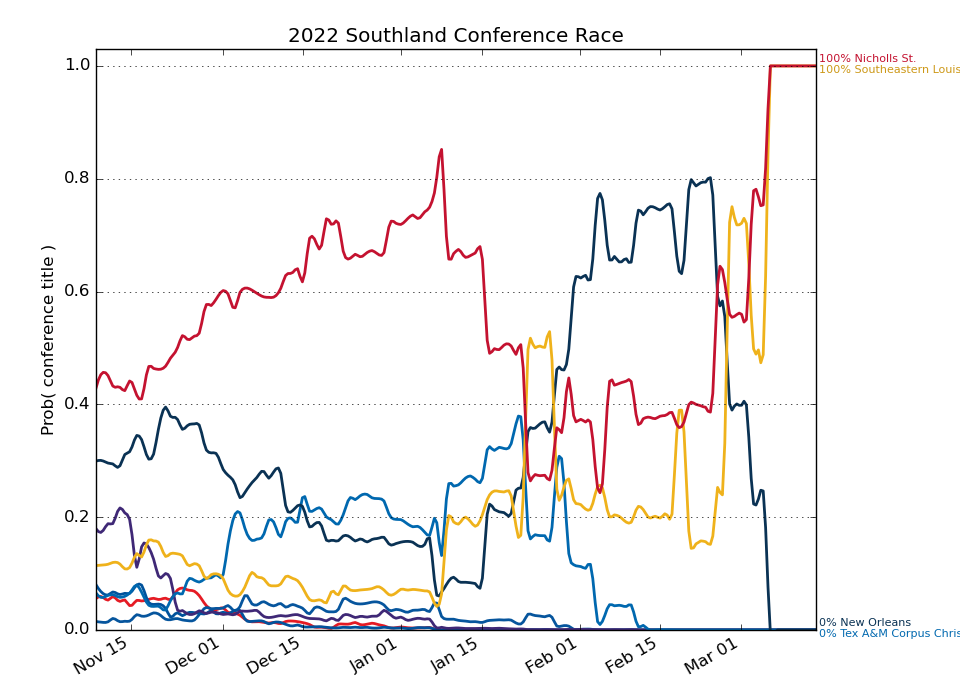 2022 Southland Conference Race
1.0
0.8
0.6
0.4
0.2
0.0
Prob( conference title )
Nov 15
Dec 01
Dec 15
Jan 01
Jan 15
Feb 01
Feb 15
Mar 01
100% Nicholls St.
100% Southeastern Louis
0% New Orleans
0% Tex A&M Corpus Chris